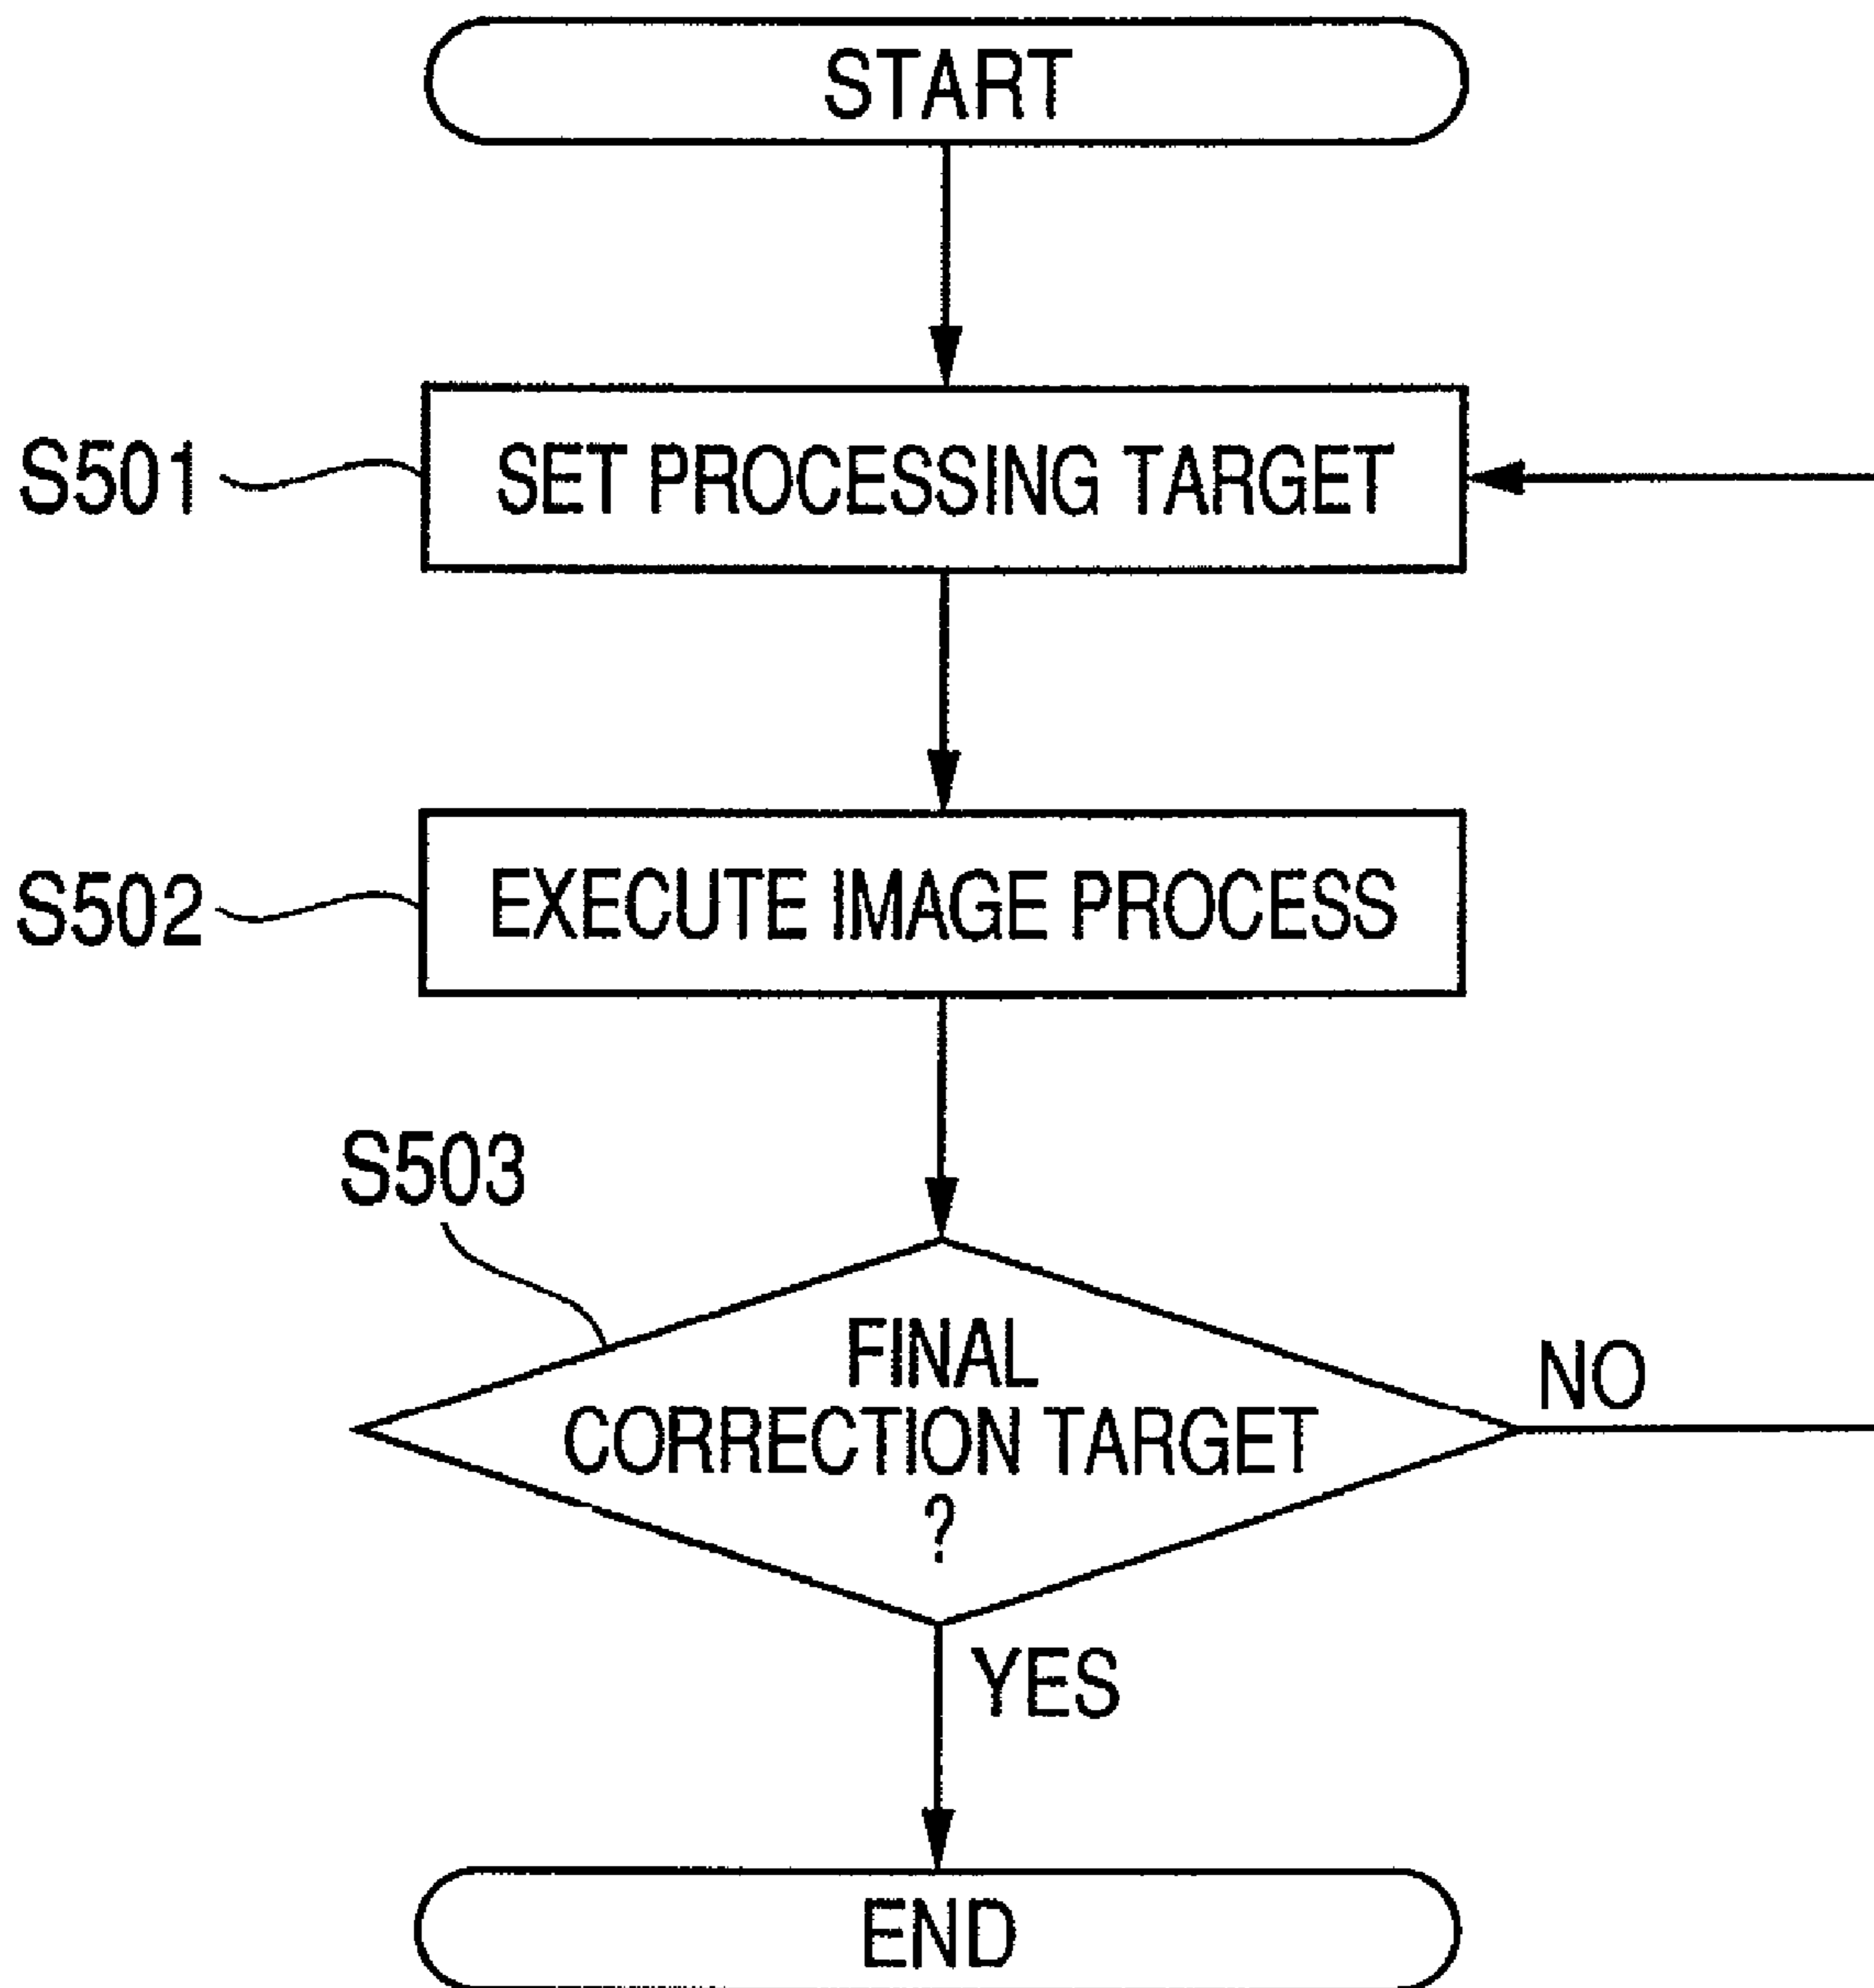 START
S501
SET PROCESSING TARGET
S502
EXECUTE IMAGE PROCESS
S503
FINAL
CORRECTION TARGET
?
NO
YES
END